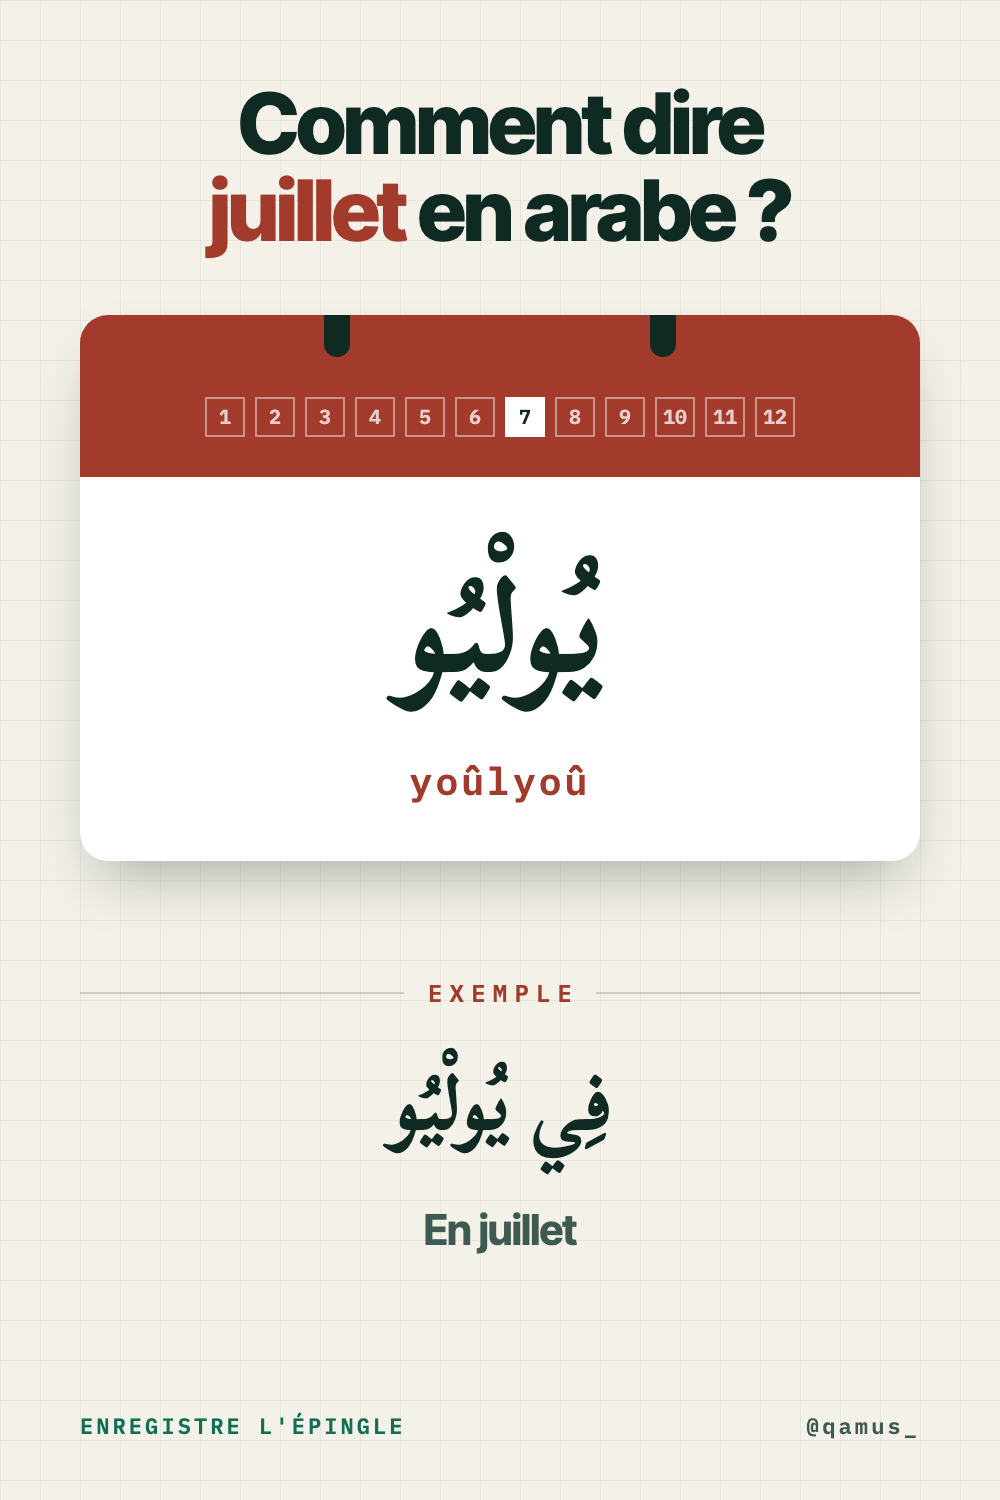 Comment dire
juillet en arabe ?
1 2 3 4 5 6 7 8 9 10 11 12
يُولْيُو
yoûlyoû
EXEMPLE
فِي يُولْيُو
En juillet
ENREGISTRE L'ÉPINGLE
@qamus_